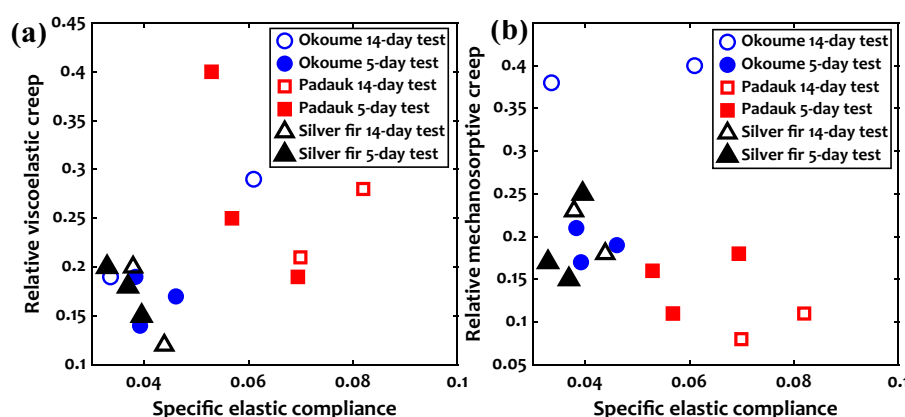 (a)
0.45
0.4
0.35
0.3
0.25
0.2
0.15
0.1
0.04
0.06
0.08
0.1
Relative viscoelastic creep
Specific elastic compliance
Okoume 14-day test
Okoume 5-day test
Padauk 14-day test
Padauk 5-day test
Silver fir 14-day test
Silver fir 5-day test
(b)
0.45
0.4
0.35
0.3
0.25
0.2
0.15
0.1
0.05
0.04
0.06
0.08
0.1
Relative mechanosorptive creep
Specific elastic compliance
Okoume 14-day test
Okoume 5-day test
Padauk 14-day test
Padauk 5-day test
Silver fir 14-day test
Silver fir 5-day test